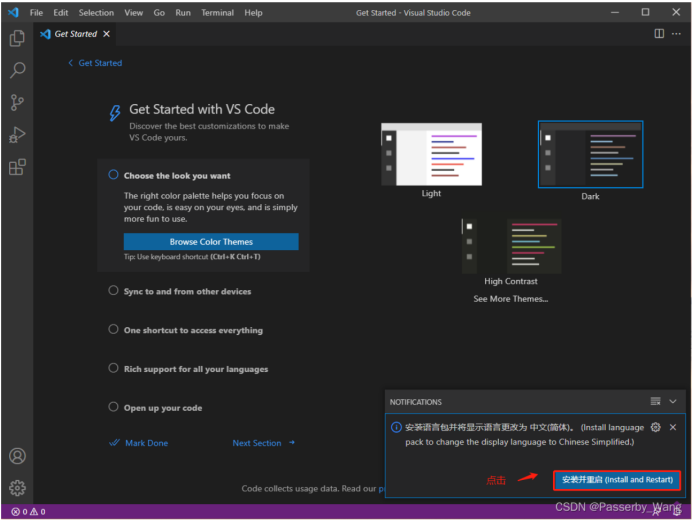 File Edit Selection View Go Run Terminal Help
Get Started - Visual Studio Code
Get Started
Get Started
Get Started with VS Code
Discover the best customizations to make
VS Code yours.
Choose the look you want
The right color palette helps you focus on
your code, is easy on your eyes, and is simply
more fun to use.
Browse Color Themes
Tip: Use keyboard shortcut (Ctrl+K Ctrl+T)
Sync to and from other devices
One shortcut to access everything
Rich support for all your languages
Open up your code
Mark Done
Next Section
Light
Dark
High Contrast
See More Themes...
NOTIFICATIONS
安装语言包并将显示语言更改为 中文(简体)。 (Install language
pack to change the display language to Chinese Simplified.)
点击
安装并重启 (Install and Restart)
Code collects usage data. Read our p
0 0
CSDN @Passerby_Wang